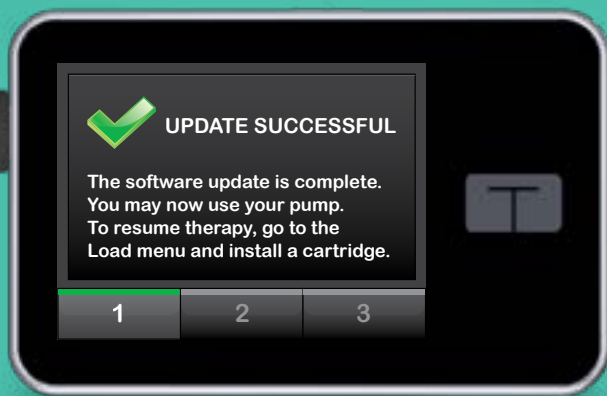 UPDATE SUCCESSFUL
The software update is complete.
You may now use your pump.
To resume therapy, go to the
Load menu and install a cartridge.
1 2 3
T